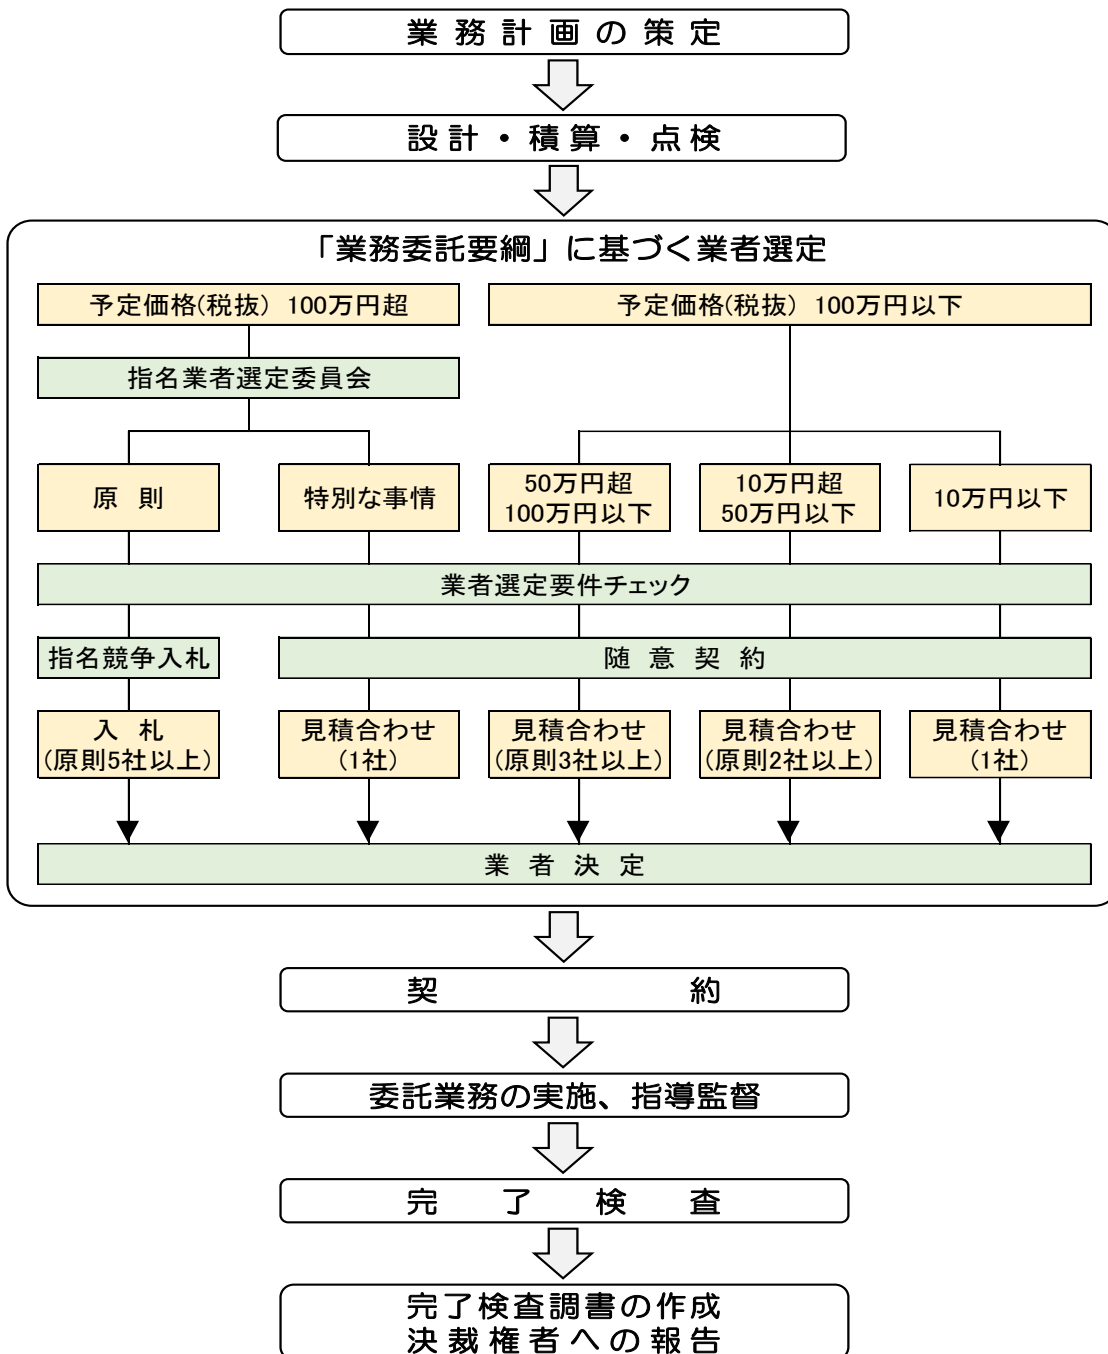 業務計画の策定
設計・積算・点検
「業務委託要綱」に基づく業者選定
予定価格(税抜) 100万円超
予定価格(税抜) 100万円以下
指名業者選定委員会
原 則
特別な事情
50万円超
100万円以下
10万円超
50万円以下
10万円以下
業者選定要件チェック
指名競争入札
随 意 契 約
入 札
(原則5社以上)
見積合わせ
(1社)
見積合わせ
(原則3社以上)
見積合わせ
(原則2社以上)
見積合わせ
(1社)
業 者 決 定
契 約
委託業務の実施、指導監督
完 了 検 査
完了検査調書の作成
決裁権者への報告